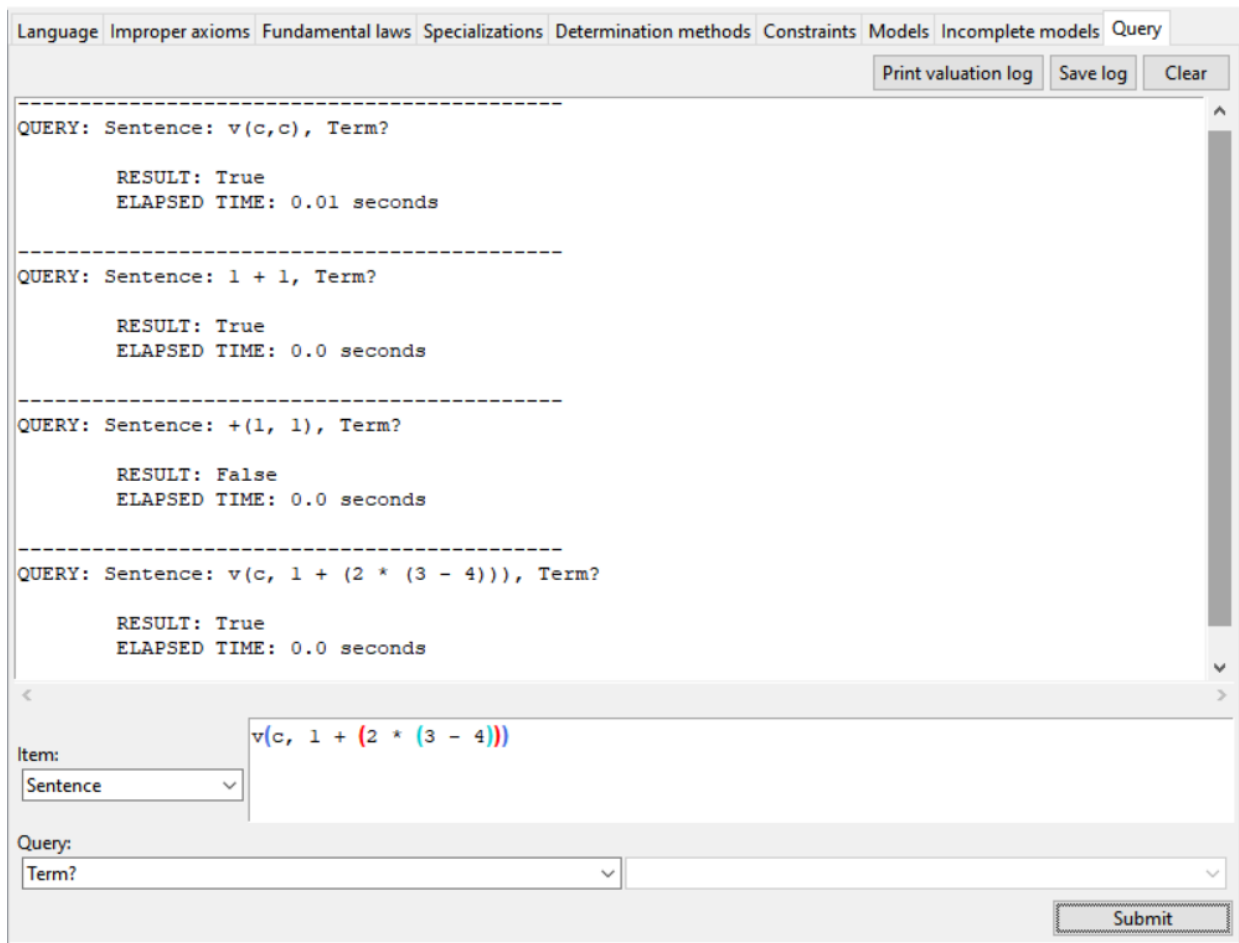 Language Improper axioms Fundamental laws Specializations Determination methods Constraints Models Incomplete models Query
Print valuation log Save log Clear
--------------------------------------------
QUERY: Sentence: v(c,c), Term?
RESULT: True
ELAPSED TIME: 0.01 seconds
--------------------------------------------
QUERY: Sentence: 1 + 1, Term?
RESULT: True
ELAPSED TIME: 0.0 seconds
--------------------------------------------
QUERY: Sentence: +(1, 1), Term?
RESULT: False
ELAPSED TIME: 0.0 seconds
--------------------------------------------
QUERY: Sentence: v(c, 1 + (2 * (3 - 4))), Term?
RESULT: True
ELAPSED TIME: 0.0 seconds
v(c, 1 + (2 * (3 - 4)))
Item:
Sentence
Query:
Term?
Submit